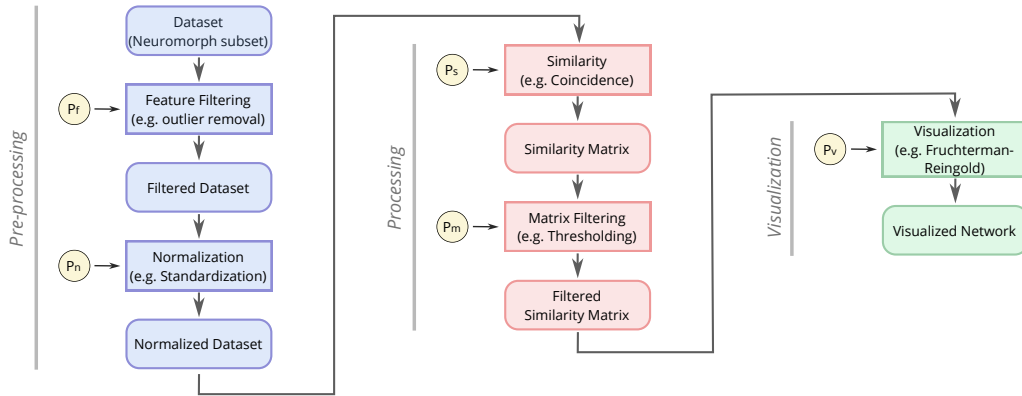 Pre-processing
Dataset
(Neuromorph subset)
Pf
Feature Filtering
(e.g. outlier removal)
Filtered Dataset
Pn
Normalization
(e.g. Standardization)
Normalized Dataset
Processing
Ps
Similarity
(e.g. Coincidence)
Similarity Matrix
Pm
Matrix Filtering
(e.g. Thresholding)
Filtered
Similarity Matrix
Visualization
Pv
Visualization
(e.g. Fruchterman-
Reingold)
Visualized Network